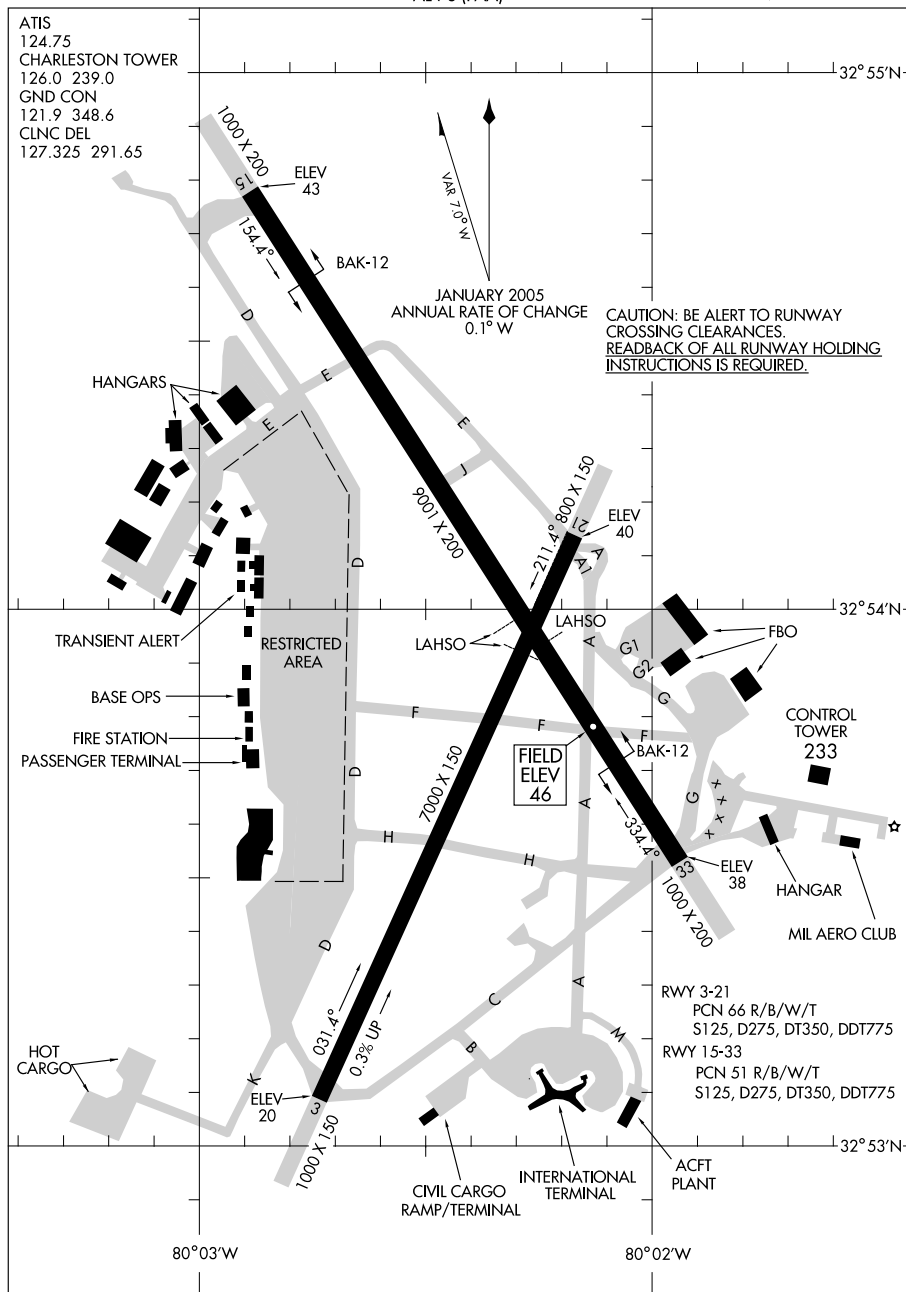 ATIS
124.75
CHARLESTON TOWER
126.0 239.0
GND CON
121.9 348.6
CLNC DEL
127.325 291.65
32°55'N
1000 X 200
15
ELEV
43
154.4°
VAR 7.0° W
BAK-12
D
JANUARY 2005
ANNUAL RATE OF CHANGE
0.1° W
CAUTION: BE ALERT TO RUNWAY
CROSSING CLEARANCES.
READBACK OF ALL RUNWAY HOLDING
INSTRUCTIONS IS REQUIRED.
HANGARS
E
E
E
J
9001 X 200
800 X 150
21
ELEV
40
211.4°
A
A1
D
32°54'N
TRANSIENT ALERT
RESTRICTED
AREA
LAHSO
LAHSO
A
G1
G2
G
FBO
BASE OPS
F
F
F
FIRE STATION
PASSENGER TERMINAL
D
7000 X 150
FIELD
ELEV
46
BAK-12
A
G
CONTROL
TOWER
233
X
X
X
X
X
334.4°
H
H
33
ELEV
38
1000 X 200
HANGAR
MIL AERO CLUB
D
C
A
031.4°
0.3% UP
B
M
RWY 3-21
PCN 66 R/B/W/T
S125, D275, DT350, DDT775
RWY 15-33
PCN 51 R/B/W/T
S125, D275, DT350, DDT775
HOT
CARGO
K
ELEV
20
3
1000 X 150
32°53'N
CIVIL CARGO
RAMP/TERMINAL
INTERNATIONAL
TERMINAL
ACFT
PLANT
80°03'W
80°02'W